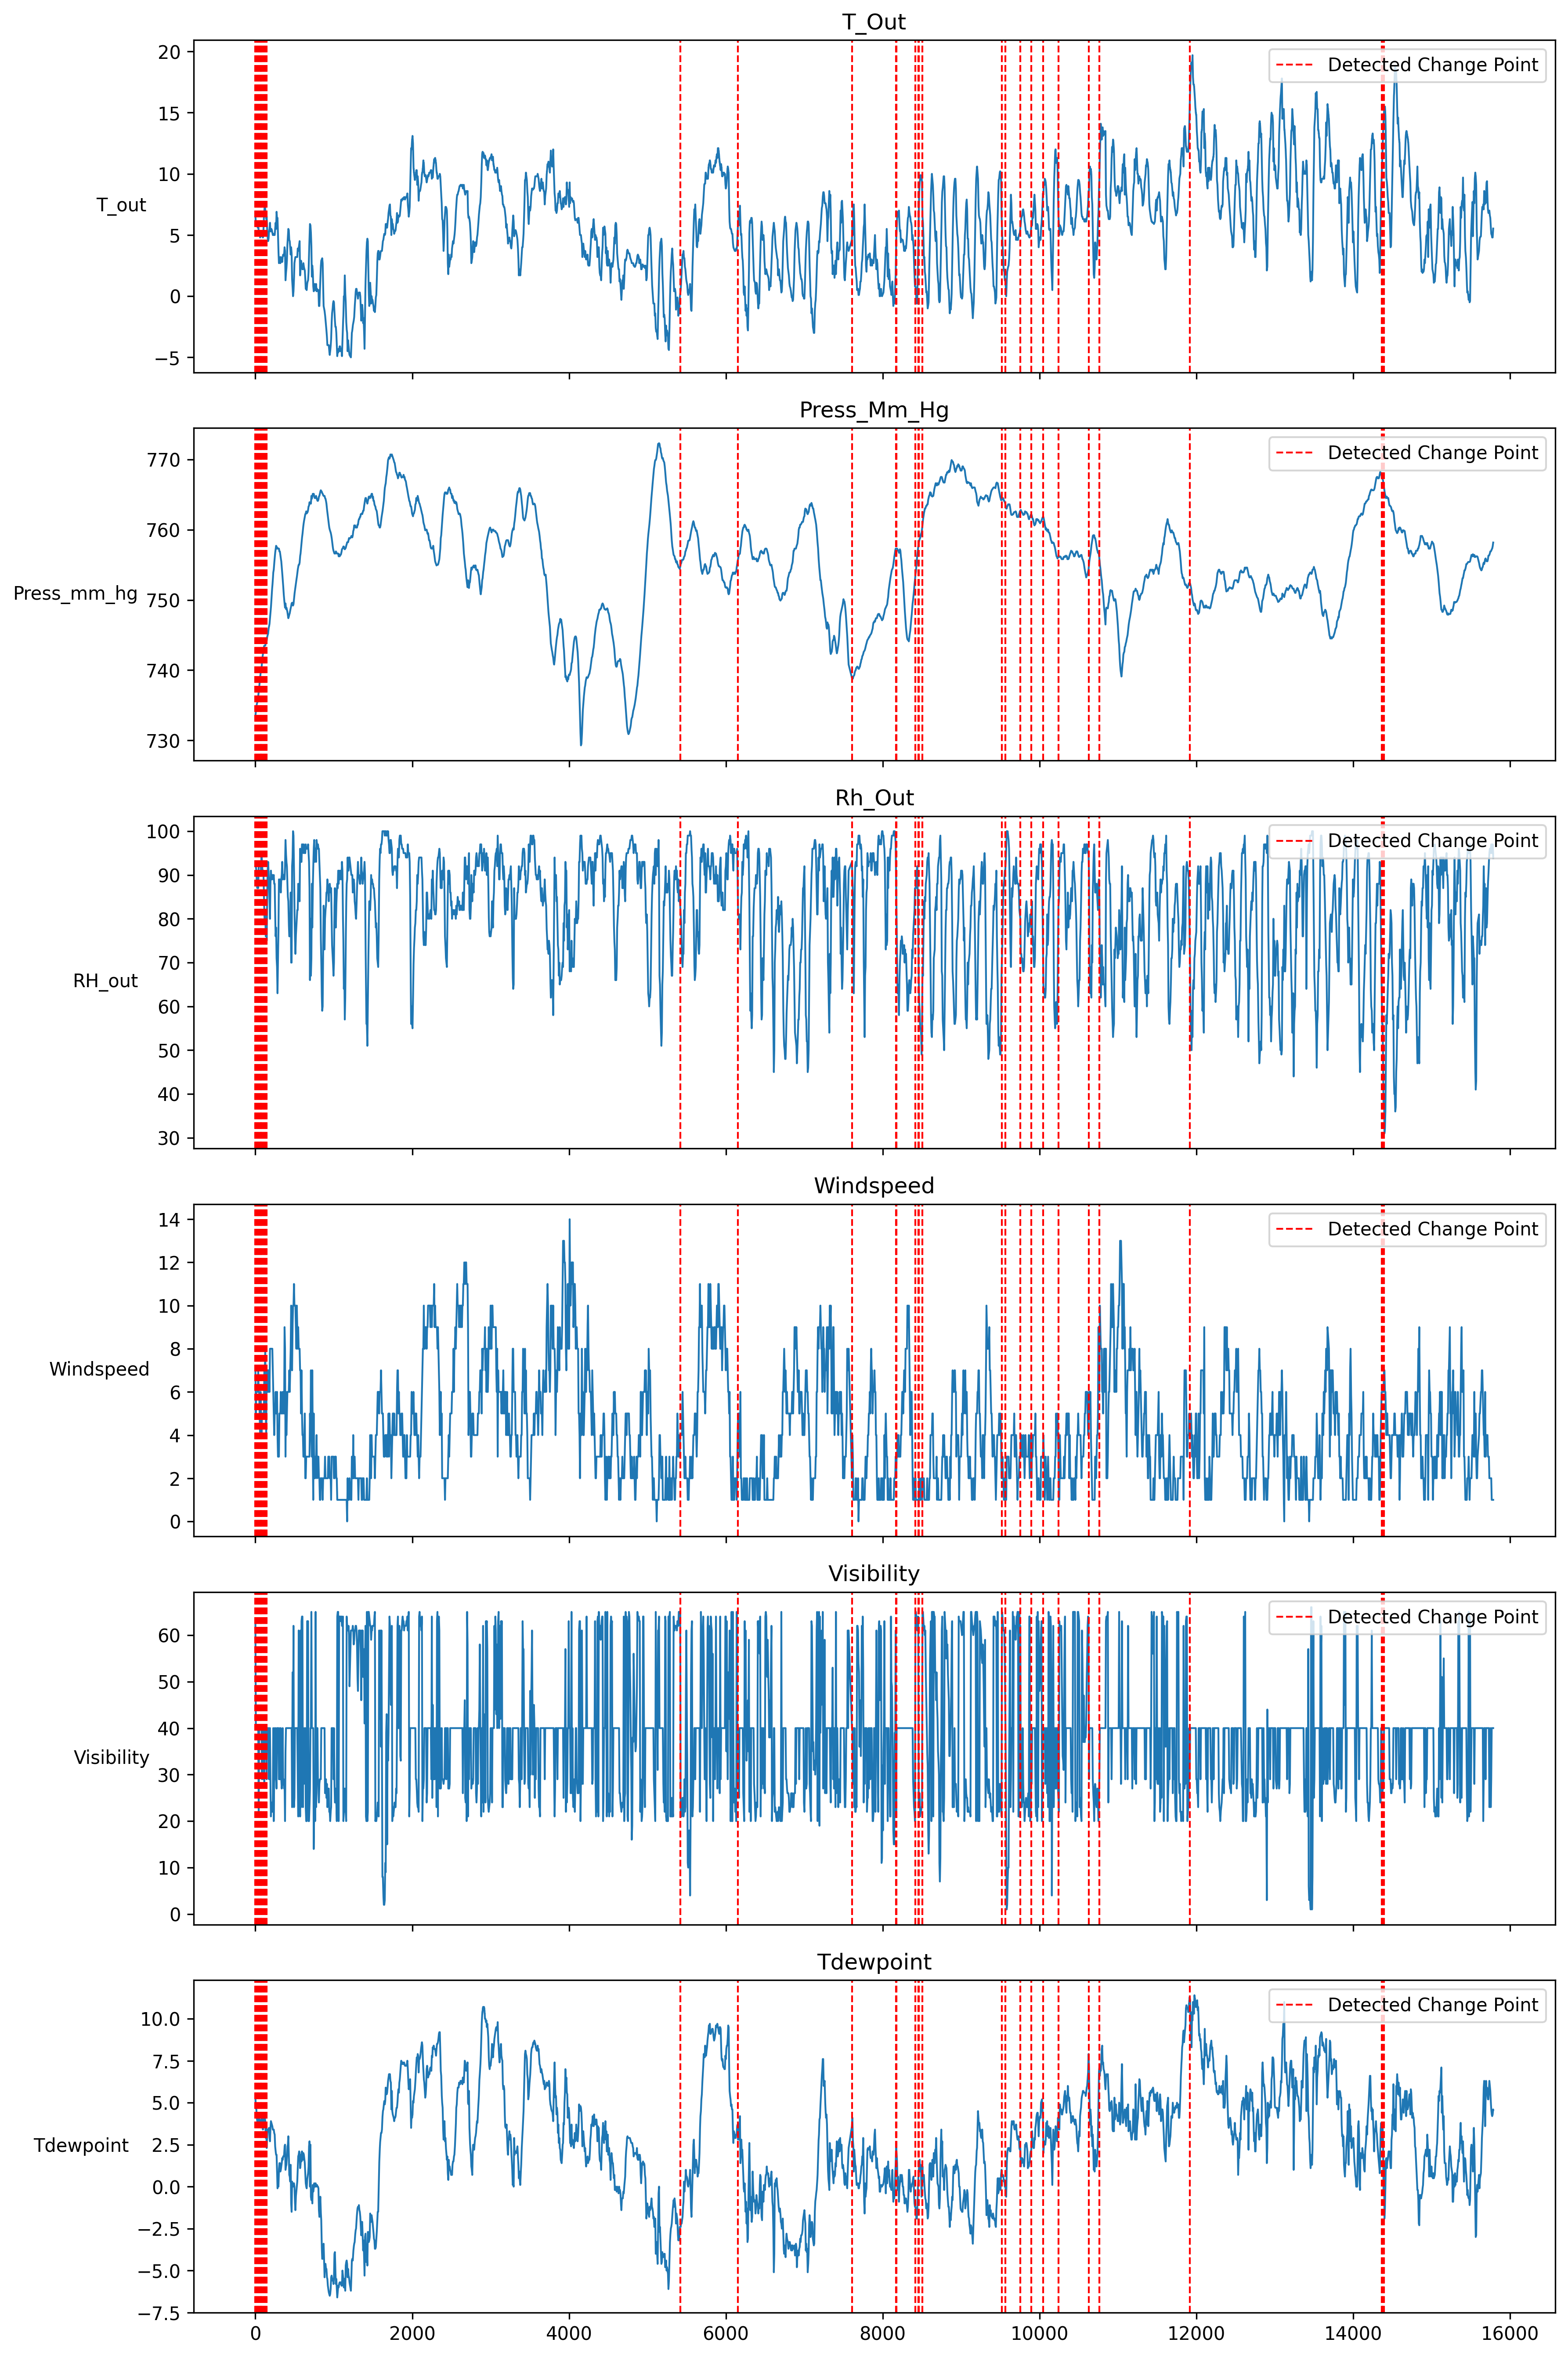 T_Out
20
15
10
5
0
−5
T_out
Detected Change Point
Press_Mm_Hg
770
760
750
740
730
Press_mm_hg
Detected Change Point
Rh_Out
100
90
80
70
60
50
40
30
RH_out
Detected Change Point
Windspeed
14
12
10
8
6
4
2
0
Windspeed
Detected Change Point
Visibility
60
50
40
30
20
10
0
Visibility
Detected Change Point
Tdewpoint
10.0
7.5
5.0
2.5
0.0
−2.5
−5.0
−7.5
Tdewpoint
Detected Change Point
0 2000 4000 6000 8000 10000 12000 14000 16000